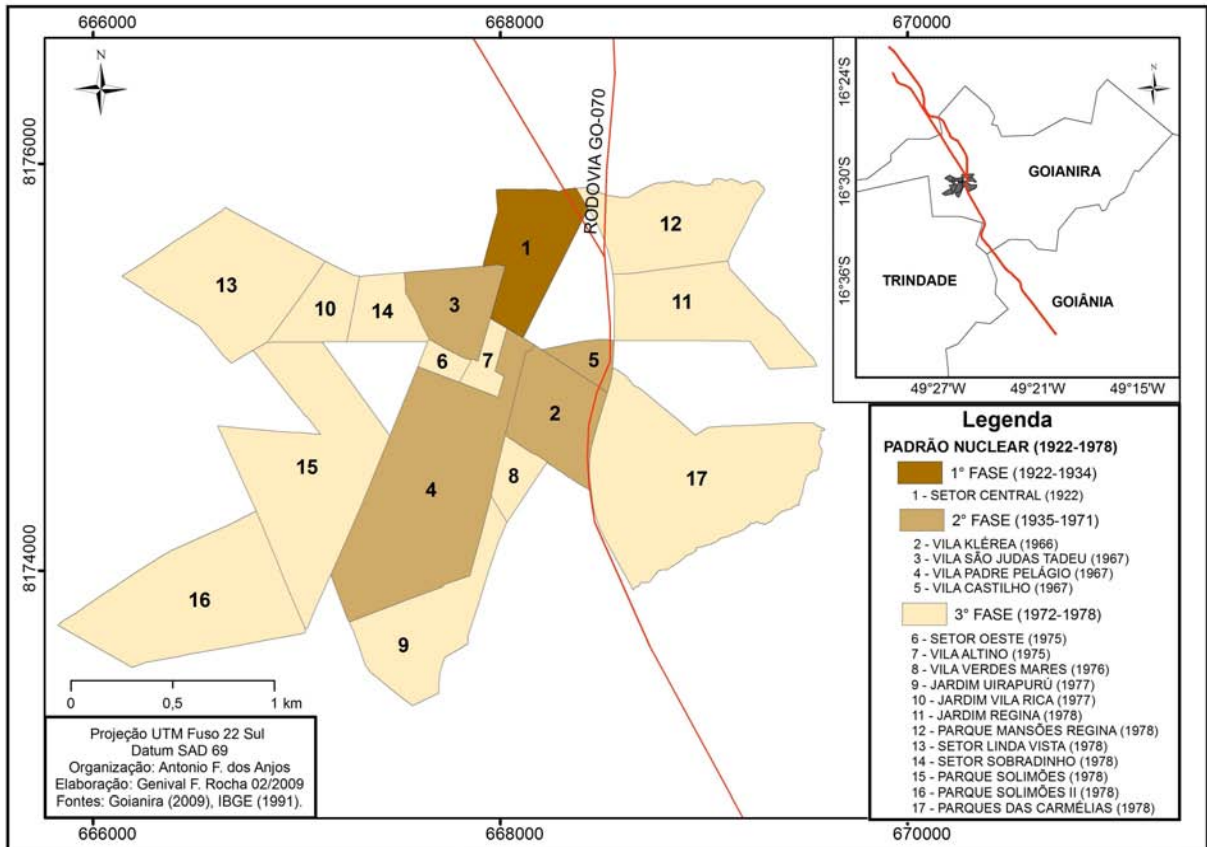 666000 668000 670000
8176000
8174000
N
RODOVIA GO-070
1
12
13
10
14
3
11
6
7
5
2
15
4
8
17
16
9
0 0,5 1 km
Projeção UTM Fuso 22 Sul
Datum SAD 69
Organização: Antonio F. dos Anjos
Elaboração: Genival F. Rocha 02/2009
Fontes: Goianira (2009), IBGE (1991).
16°24'S
16°30'S
16°36'S
N
GOIANIRA
TRINDADE
GOIÂNIA
49°27'W 49°21'W 49°15'W
Legenda
PADRÃO NUCLEAR (1922-1978)
1° FASE (1922-1934)
1 - SETOR CENTRAL (1922)
2° FASE (1935-1971)
2 - VILA KLÉREA (1966)
3 - VILA SÃO JUDAS TADEU (1967)
4 - VILA PADRE PELÁGIO (1967)
5 - VILA CASTILHO (1967)
3° FASE (1972-1978)
6 - SETOR OESTE (1975)
7 - VILA ALTINO (1975)
8 - VILA VERDES MARES (1976)
9 - JARDIM UIRAPURÚ (1977)
10 - JARDIM VILA RICA (1977)
11 - JARDIM REGINA (1978)
12 - PARQUE MANSÕES REGINA (1978)
13 - SETOR LINDA VISTA (1978)
14 - SETOR SOBRADINHO (1978)
15 - PARQUE SOLIMÕES (1978)
16 - PARQUE SOLIMÕES II (1978)
17 - PARQUES DAS CARMÉLIAS (1978)
666000 668000 670000